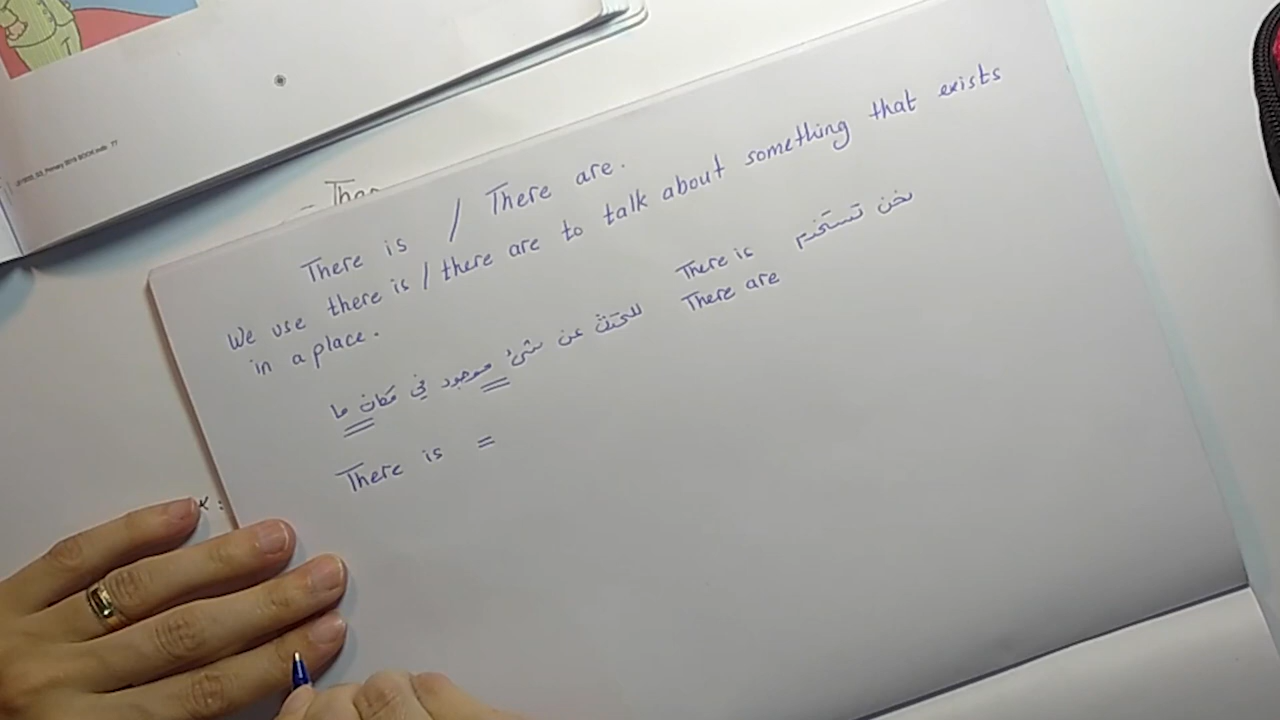 There is / There are.
We use there is / there are to talk about something that exists
in a place.
نحن نستخدم There is
There are للتحدث عن شيء موجود في مكان ما
There is =